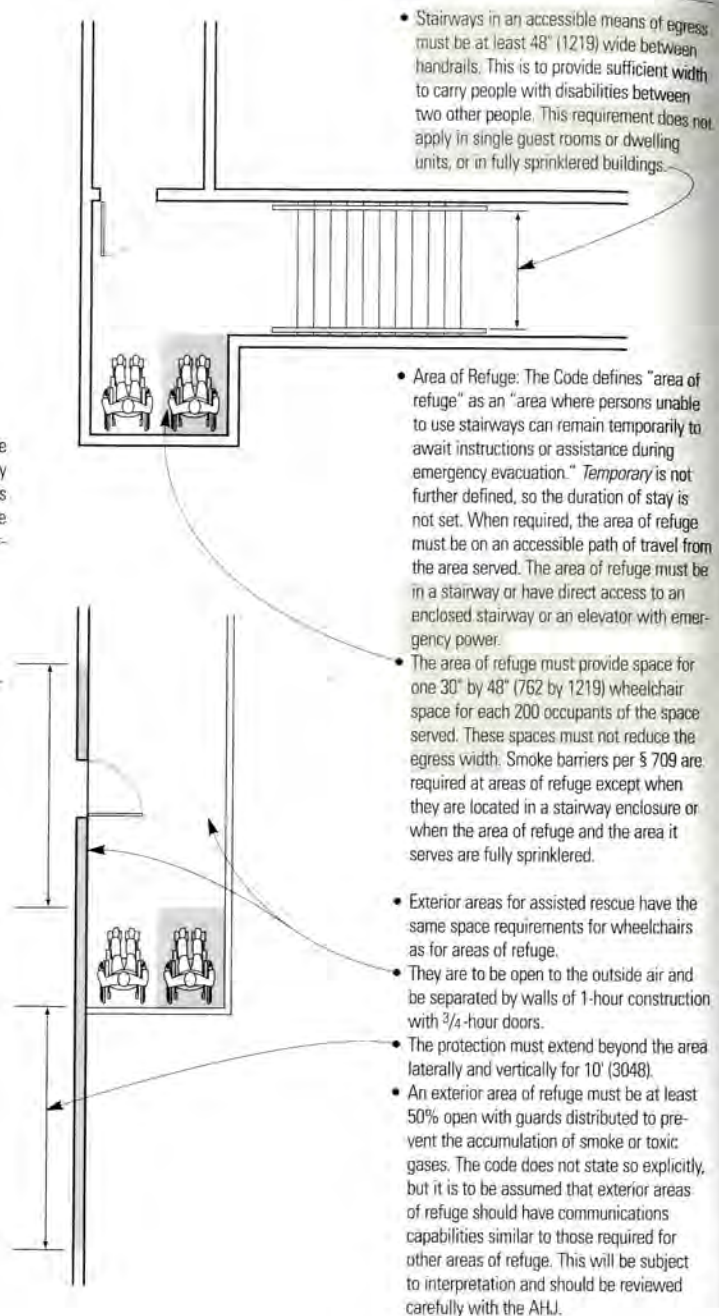 • Stairways in an accessible means of egress
must be at least 48" (1219) wide between
handrails. This is to provide sufficient width
to carry people with disabilities between
two other people. This requirement does not
apply in single guest rooms or dwelling
units, or in fully sprinklered buildings.
• Area of Refuge: The Code defines "area of
refuge" as an "area where persons unable
to use stairways can remain temporarily to
await instructions or assistance during
emergency evacuation." Temporary is not
further defined, so the duration of stay is
not set. When required, the area of refuge
must be on an accessible path of travel from
the area served. The area of refuge must be
in a stairway or have direct access to an
enclosed stairway or an elevator with emer-
gency power.
• The area of refuge must provide space for
one 30" by 48" (762 by 1219) wheelchair
space for each 200 occupants of the space
served. These spaces must not reduce the
egress width. Smoke barriers per § 709 are
required at areas of refuge except when
they are located in a stairway enclosure or
when the area of refuge and the area it
serves are fully sprinklered.
• Exterior areas for assisted rescue have the
same space requirements for wheelchairs
as for areas of refuge.
• They are to be open to the outside air and
be separated by walls of 1-hour construction
with 3/4-hour doors.
• The protection must extend beyond the area
laterally and vertically for 10' (3048).
• An exterior area of refuge must be at least
50% open with guards distributed to pre-
vent the accumulation of smoke or toxic
gases. The code does not state so explicitly,
but it is to be assumed that exterior areas
of refuge should have communications
capabilities similar to those required for
other areas of refuge. This will be subject
to interpretation and should be reviewed
carefully with the AHJ.